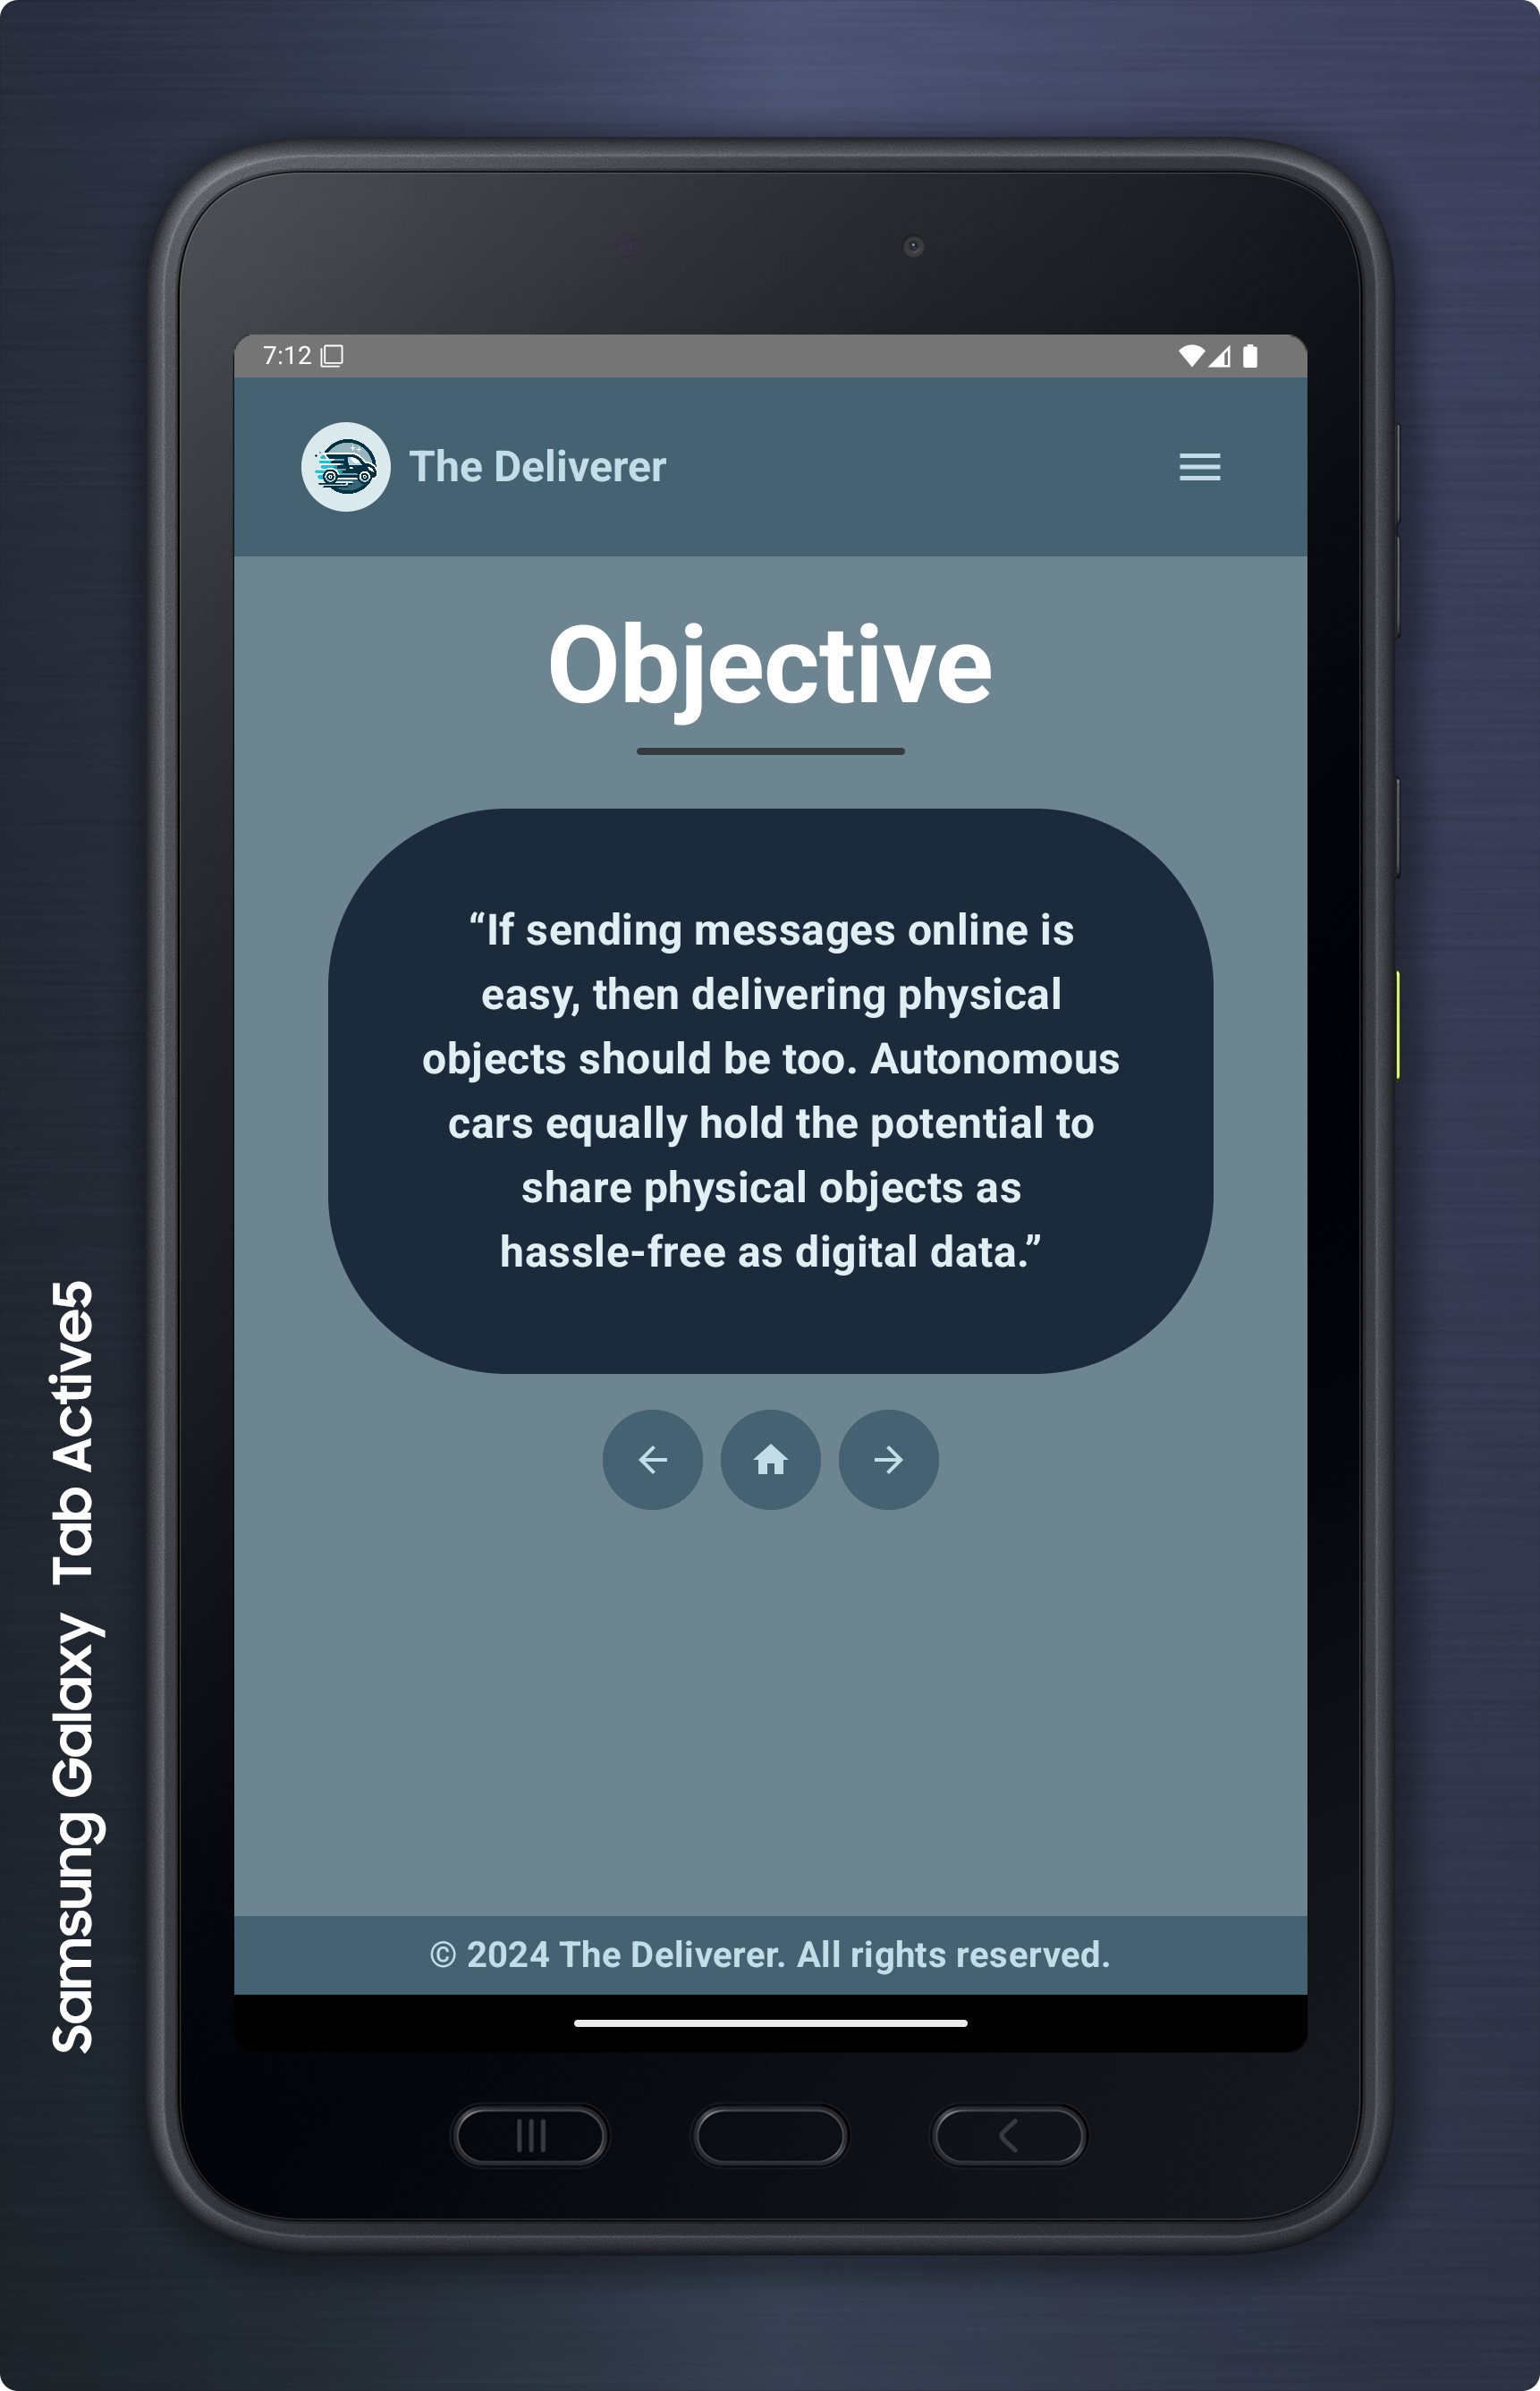 7:12
The Deliverer
Objective
“If sending messages online is
easy, then delivering physical
objects should be too. Autonomous
cars equally hold the potential to
share physical objects as
hassle-free as digital data.”
© 2024 The Deliverer. All rights reserved.
Samsung Galaxy Tab Active5